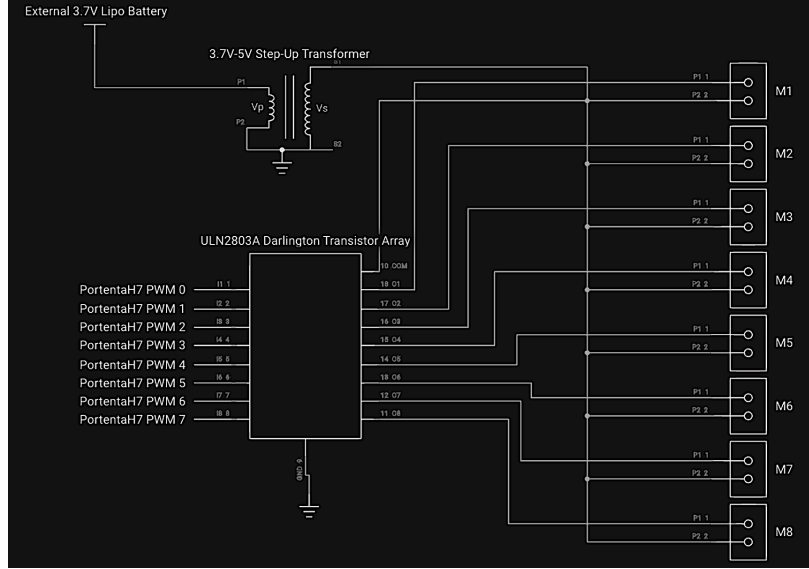 External 3.7V Lipo Battery
3.7V-5V Step-Up Transformer
P1
Vp
Vs
P2
S2
P1 1
P2 2
M1
P1 1
P2 2
M2
P1 1
P2 2
M3
ULN2803A Darlington Transistor Array
10 COM
PortentaH7 PWM 0
I1 1
18 O1
PortentaH7 PWM 1
I2 2
17 O2
PortentaH7 PWM 2
I3 3
16 O3
PortentaH7 PWM 3
I4 4
15 O4
PortentaH7 PWM 4
I5 5
14 O5
PortentaH7 PWM 5
I6 6
13 O6
PortentaH7 PWM 6
I7 7
12 O7
PortentaH7 PWM 7
I8 8
11 O8
GND 9
P1 1
P2 2
M4
P1 1
P2 2
M5
P1 1
P2 2
M6
P1 1
P2 2
M7
P1 1
P2 2
M8